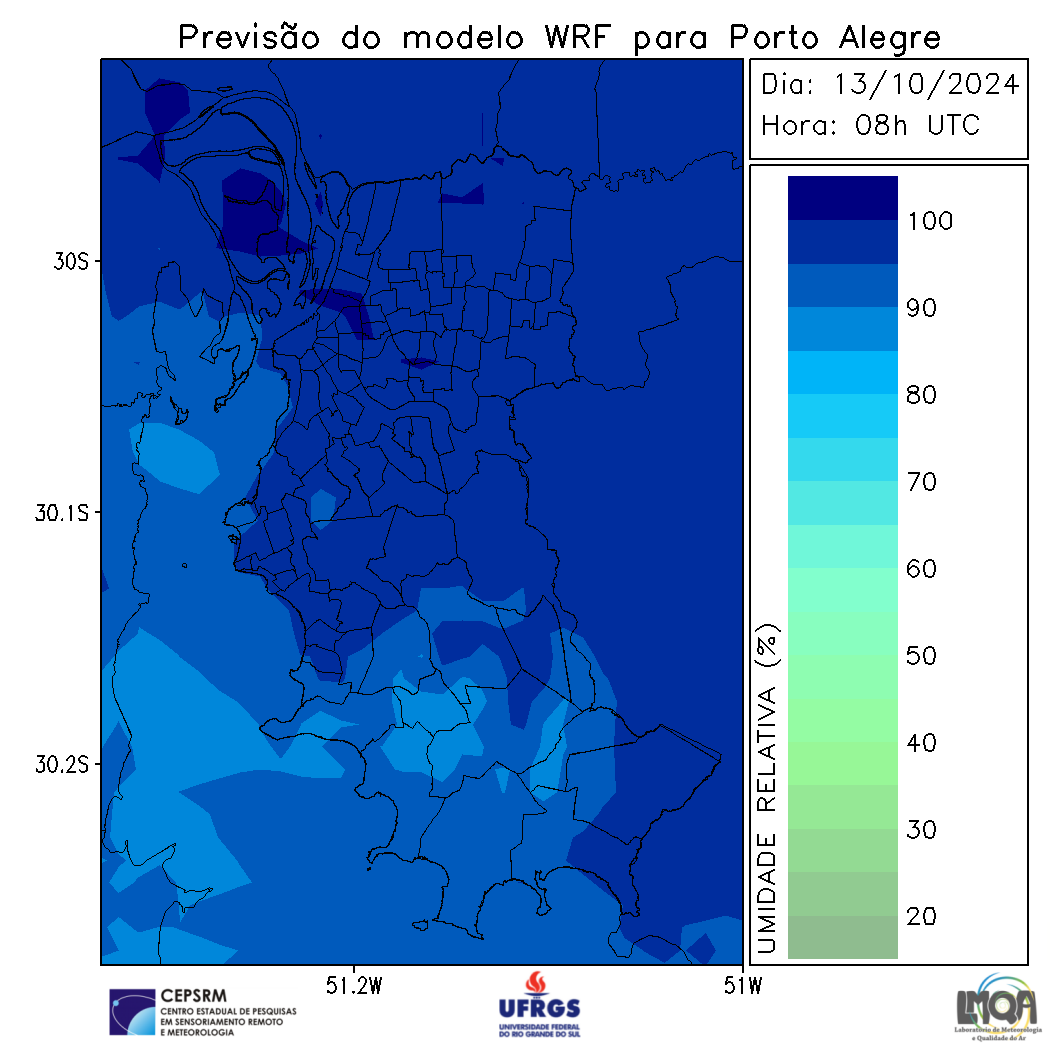 Previsão do modelo WRF para Porto Alegre
Dia: 13/10/2024
Hora: 08h UTC
100
90
80
70
60
50
40
30
20
UMIDADE RELATIVA (%)
30S
30.1S
30.2S
51.2W
51W
CEPSRM
CENTRO ESTADUAL DE PESQUISAS
EM SENSORIAMENTO REMOTO
E METEOROLOGIA
UFRGS
UNIVERSIDADE FEDERAL
DO RIO GRANDE DO SUL
LMQA
Laboratório de Meteorologia
e Qualidade do Ar